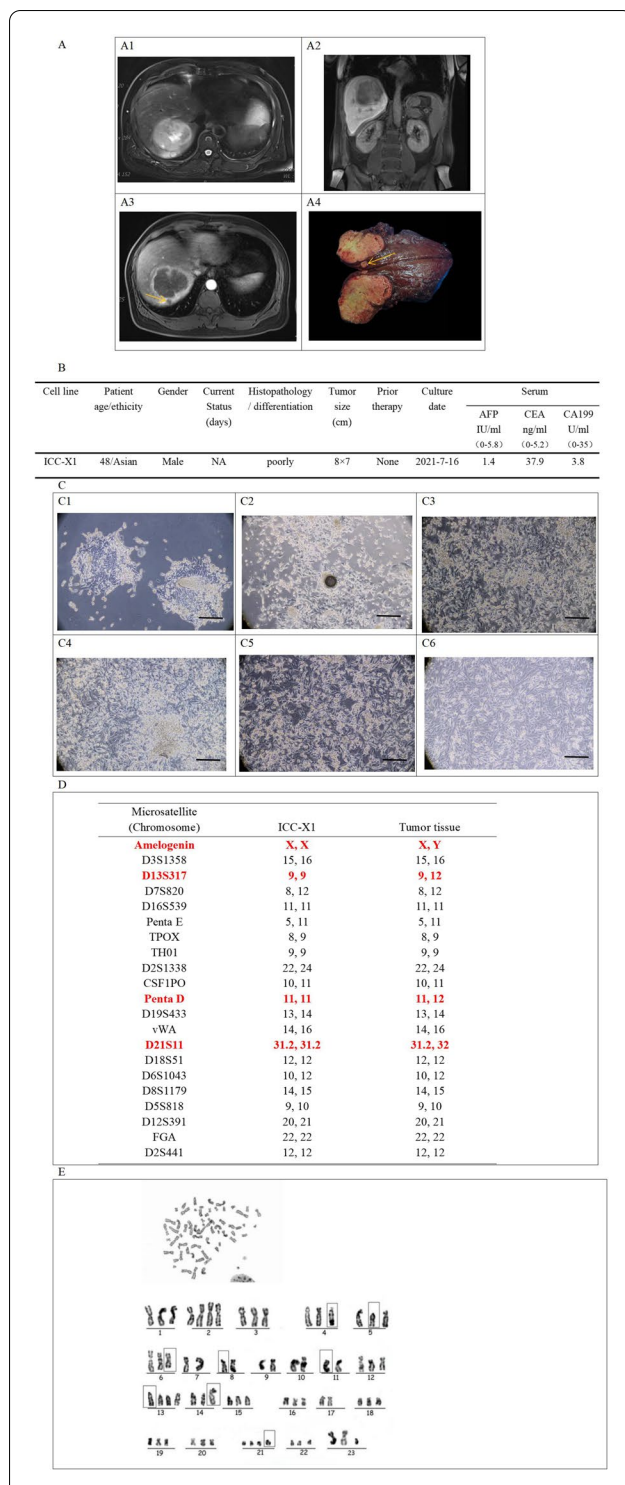 A
A1 A2
A3 A4
B
Cell line Patient age/ethicity Gender Current Status (days) Histopathology / differentiation Tumor size (cm) Prior therapy Culture date Serum
AFP IU/ml (0-5.8) CEA ng/ml (0-5.2) CA199 U/ml (0-35)
ICC-X1 48/Asian Male NA poorly 8×7 None 2021-7-16 1.4 37.9 3.8
C
C1 C2 C3
C4 C5 C6
D
Microsatellite
(Chromosome) ICC-X1 Tumor tissue
Amelogenin X, X X, Y
D3S1358 15, 16 15, 16
D13S317 9, 9 9, 12
D7S820 8, 12 8, 12
D16S539 11, 11 11, 11
Penta E 5, 11 5, 11
TPOX 8, 9 8, 9
TH01 9, 9 9, 9
D2S1338 22, 24 22, 24
CSF1PO 10, 11 10, 11
Penta D 11, 11 11, 12
D19S433 13, 14 13, 14
vWA 14, 16 14, 16
D21S11 31.2, 31.2 31.2, 32
D18S51 12, 12 12, 12
D6S1043 10, 12 10, 12
D8S1179 14, 15 14, 15
D5S818 9, 10 9, 10
D12S391 20, 21 20, 21
FGA 22, 22 22, 22
D2S441 12, 12 12, 12
E
1 2 3 4 5
6 7 8 9 10 11 12
13 14 15 16 17 18
19 20 21 22 23